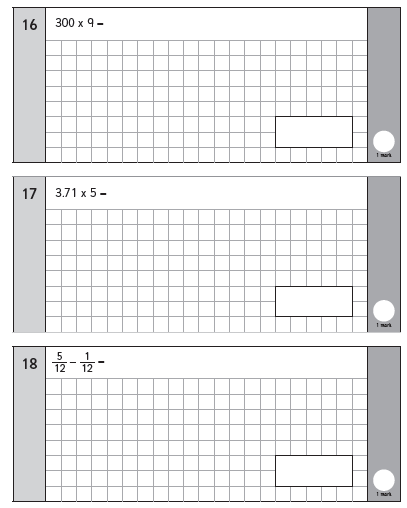 16
300 x 9 =
1 mark
17
3.71 x 5 =
1 mark
18
5/12 - 1/12 =
1 mark